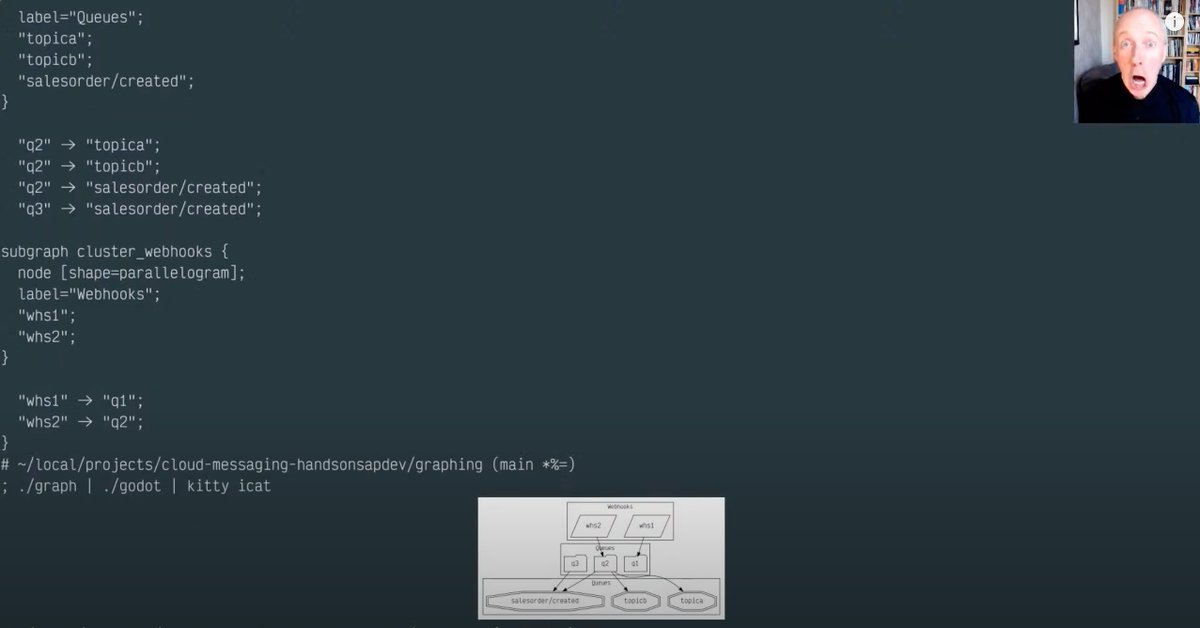 label="Queues";
"topica";
"topicb";
"salesorder/created";
}
"q2" → "topica";
"q2" → "topicb";
"q2" → "salesorder/created";
"q3" → "salesorder/created";
subgraph cluster_webhooks {
node [shape=parallelogram];
label="Webhooks";
"whs1";
"whs2";
}
"whs1" → "q1";
"whs2" → "q2";
}
# ~/local/projects/cloud-messaging-handsonsapdev/graphing (main *%=)
; ./graph | ./godot | kitty icat
Webhooks
whs2 whs1
Queues
q3 q2 q1
Queues
salesorder/created topicb topica